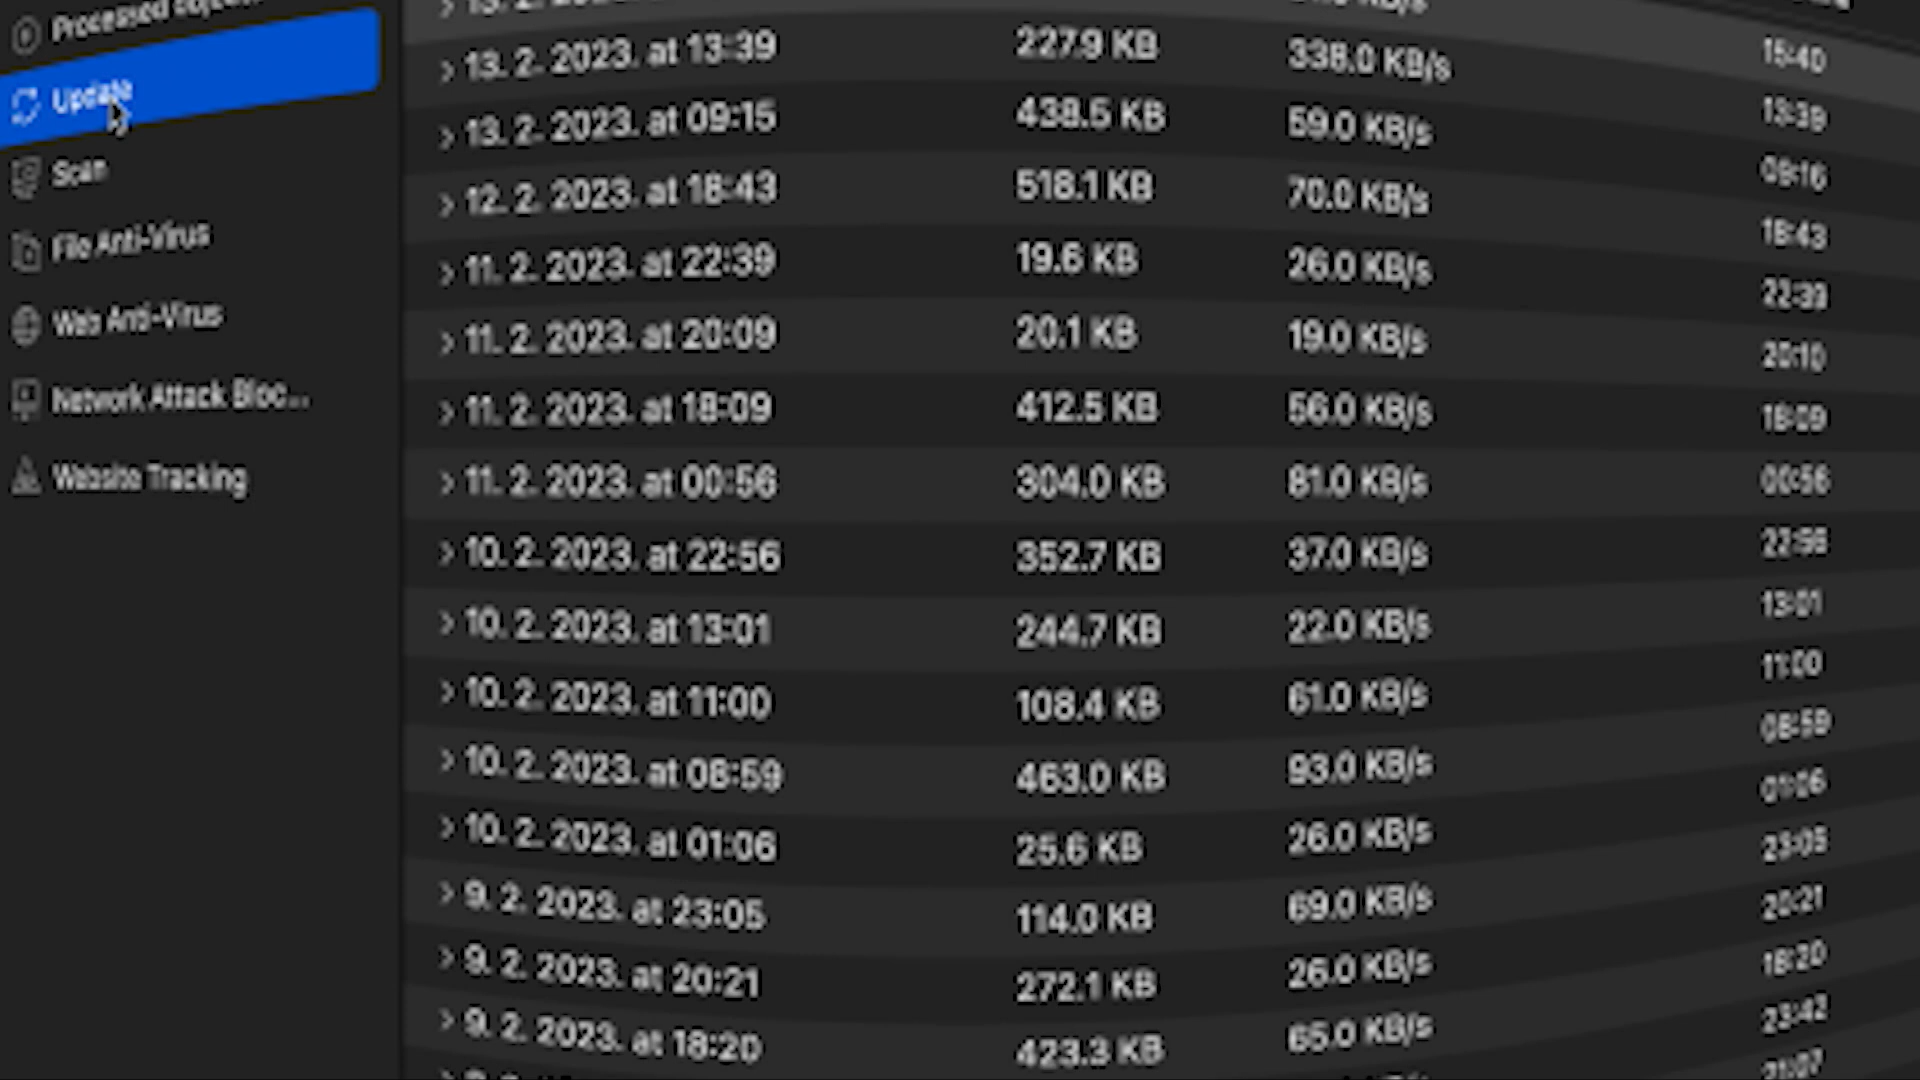 Processed
Update
Scan
File Anti-Virus
Web Anti-Virus
Network Attack Bloc...
Website Tracking
13. 2. 2023. at 13:39 227.9 KB 338.0 KB/s 15:40
13. 2. 2023. at 09:15 438.5 KB 59.0 KB/s 13:39
12. 2. 2023. at 18:43 518.1 KB 70.0 KB/s 09:16
11. 2. 2023. at 22:39 19.6 KB 26.0 KB/s 18:43
11. 2. 2023. at 20:09 20.1 KB 19.0 KB/s 22:39
11. 2. 2023. at 18:09 412.5 KB 56.0 KB/s 20:10
11. 2. 2023. at 00:56 304.0 KB 81.0 KB/s 18:09
10. 2. 2023. at 22:56 352.7 KB 37.0 KB/s 00:56
10. 2. 2023. at 13:01 244.7 KB 22.0 KB/s 22:56
10. 2. 2023. at 11:00 108.4 KB 61.0 KB/s 13:01
10. 2. 2023. at 08:59 463.0 KB 93.0 KB/s 11:00
10. 2. 2023. at 01:06 25.6 KB 26.0 KB/s 08:59
9. 2. 2023. at 23:05 114.0 KB 69.0 KB/s 01:06
9. 2. 2023. at 20:21 272.1 KB 26.0 KB/s 23:05
9. 2. 2023. at 18:20 423.3 KB 65.0 KB/s 20:21
18:20
23:42
21:07